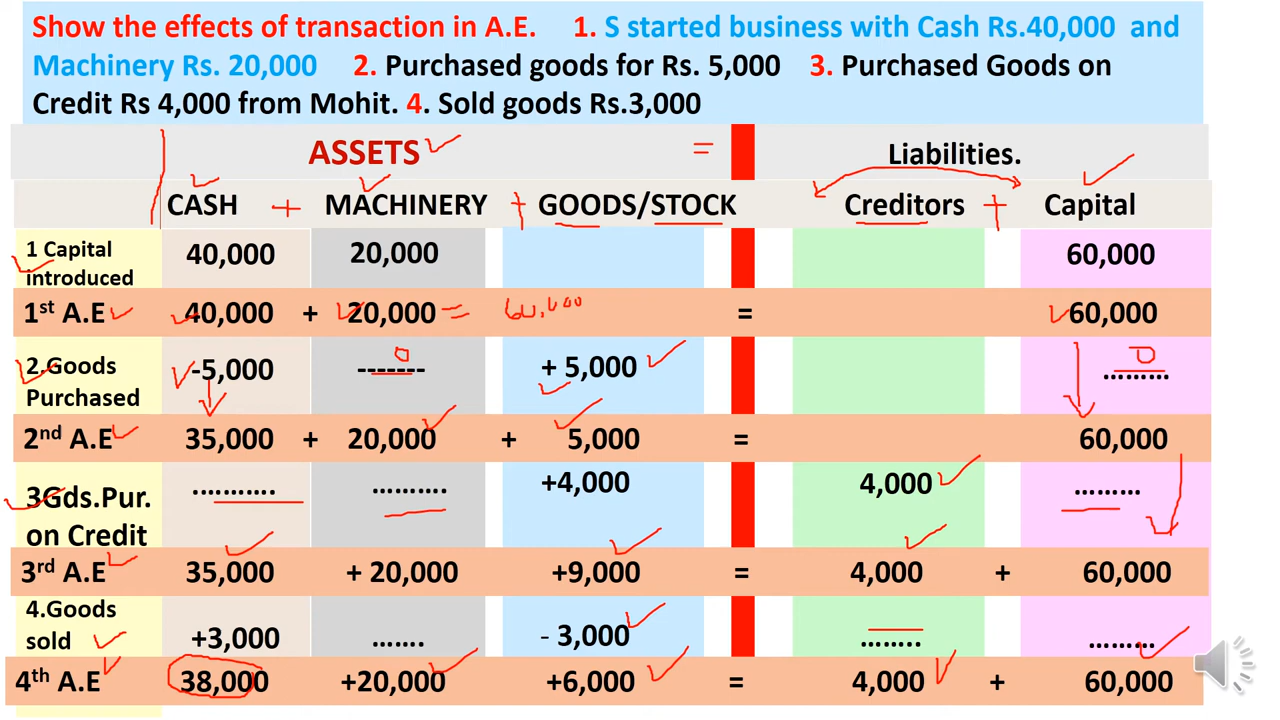 Show the effects of transaction in A.E. 1. S started business with Cash Rs.40,000 and
Machinery Rs. 20,000 2. Purchased goods for Rs. 5,000 3. Purchased Goods on
Credit Rs 4,000 from Mohit. 4. Sold goods Rs.3,000
ASSETS = Liabilities.
CASH + MACHINERY + GOODS/STOCK Creditors + Capital
1 Capital introduced 40,000 20,000 60,000
1st A.E 40,000 + 20,000 = 60,000 = 60,000
2.Goods Purchased -5,000 ------- 0 + 5,000 ......... 0
2nd A.E 35,000 + 20,000 + 5,000 = 60,000
3Gds.Pur. on Credit ........... ......... +4,000 4,000 .........
3rd A.E 35,000 + 20,000 +9,000 = 4,000 + 60,000
4.Goods sold +3,000 ....... - 3,000 ........ .........
4th A.E 38,000 +20,000 +6,000 = 4,000 + 60,000